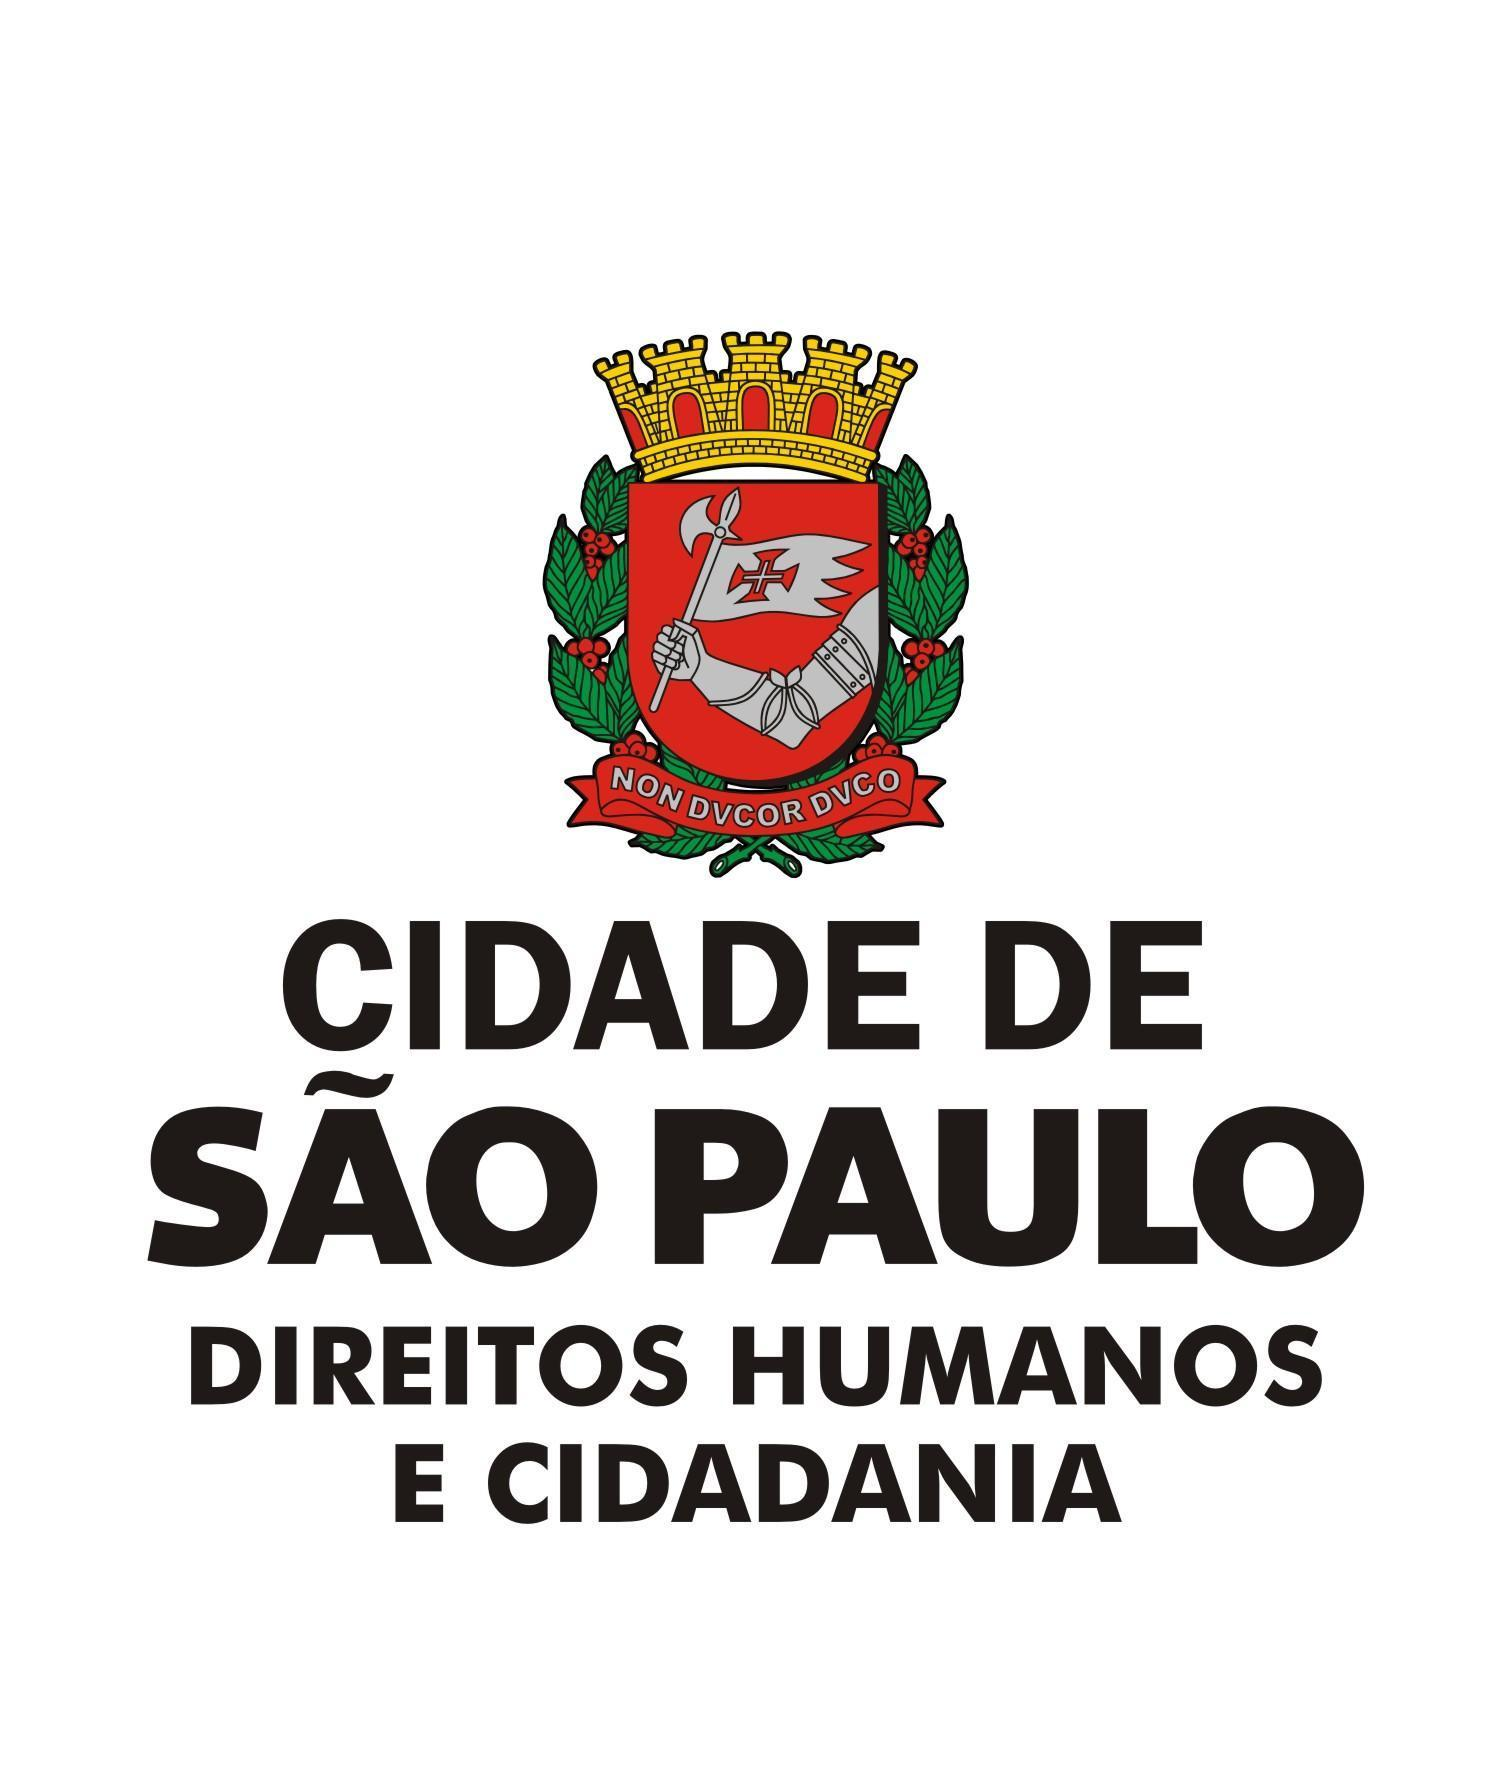 NON DVCOR DVCO
CIDADE DE
SÃO PAULO
DIREITOS HUMANOS
E CIDADANIA